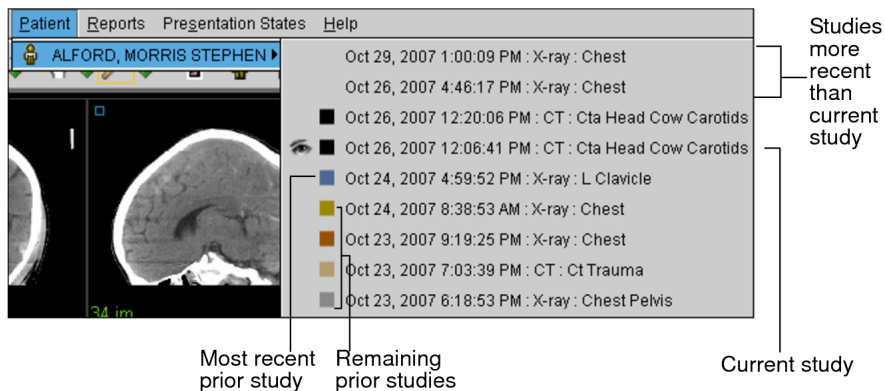 Patient Reports Presentation States Help
ALFORD, MORRIS STEPHEN
Oct 29, 2007 1:00:09 PM : X-ray : Chest
Oct 26, 2007 4:46:17 PM : X-ray : Chest
Oct 26, 2007 12:20:06 PM : CT : Cta Head Cow Carotids
Oct 26, 2007 12:06:41 PM : CT : Cta Head Cow Carotids
Oct 24, 2007 4:59:52 PM : X-ray : L Clavicle
Oct 24, 2007 8:38:53 AM : X-ray : Chest
Oct 23, 2007 9:19:25 PM : X-ray : Chest
Oct 23, 2007 7:03:39 PM : CT : Ct Trauma
Oct 23, 2007 6:18:53 PM : X-ray : Chest Pelvis
34 im
Studies
more
recent
than
current
study
Most recent
prior study
Remaining
prior studies
Current study